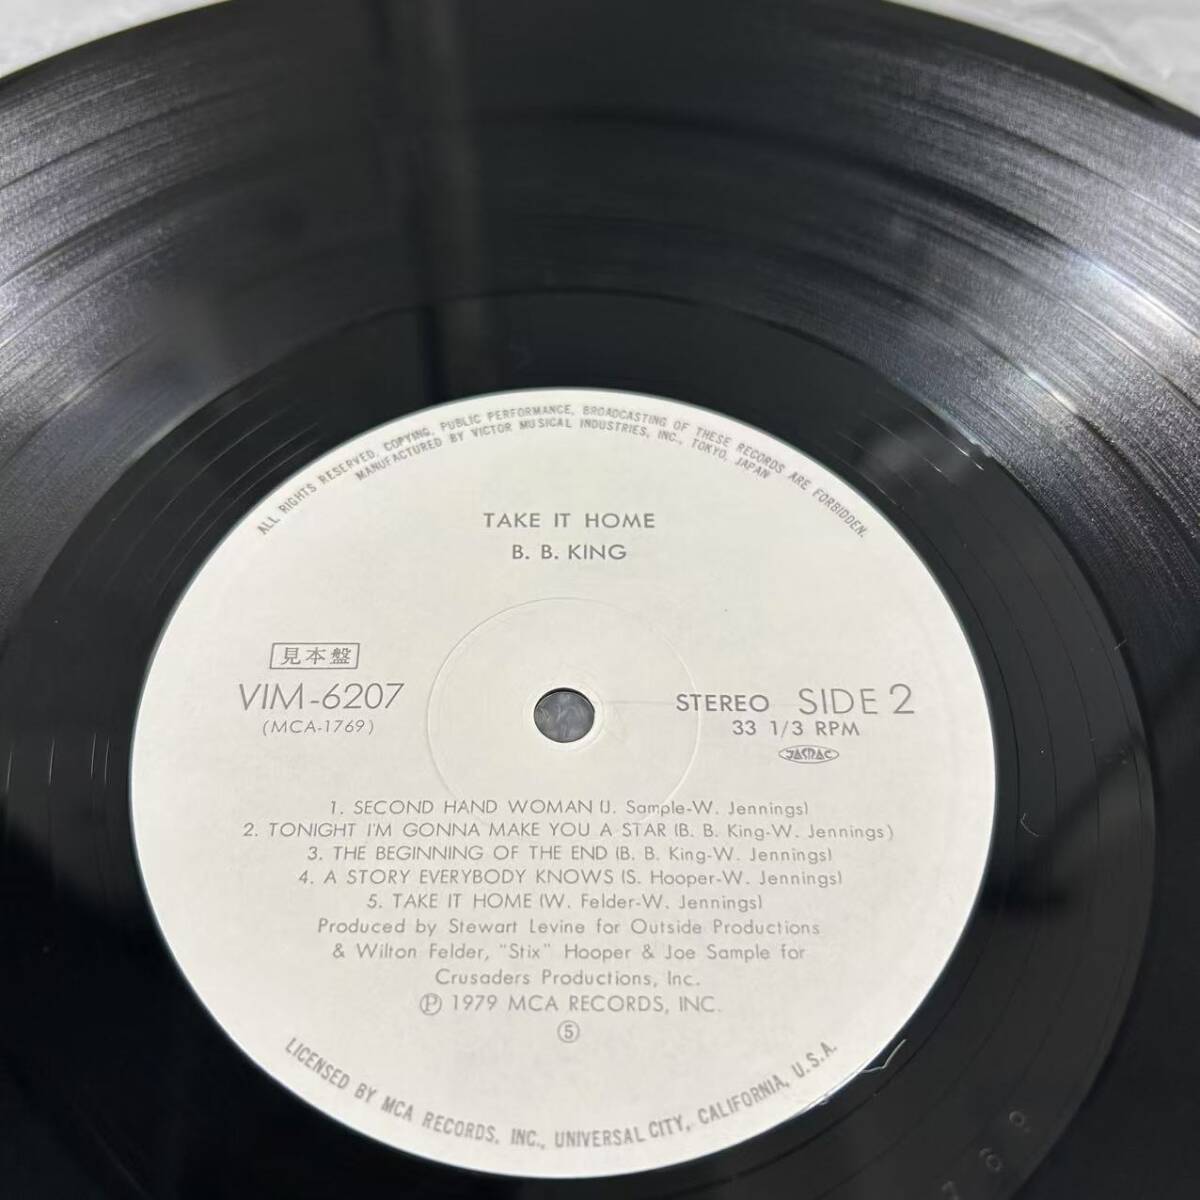 ALL RIGHTS RESERVED. COPYING, PUBLIC PERFORMANCE, BROADCASTING OF THESE RECORDS ARE FORBIDDEN.
MANUFACTURED BY VICTOR MUSICAL INDUSTRIES, INC., TOKYO, JAPAN
TAKE IT HOME
B. B. KING
見本盤
VIM-6207
(MCA-1769)
STEREO SIDE 2
33 1/3 RPM
JASRAC
1. SECOND HAND WOMAN (J. Sample-W. Jennings)
2. TONIGHT I'M GONNA MAKE YOU A STAR (B. B. King-W. Jennings)
3. THE BEGINNING OF THE END (B. B. King-W. Jennings)
4. A STORY EVERYBODY KNOWS (S. Hooper-W. Jennings)
5. TAKE IT HOME (W. Felder-W. Jennings)
Produced by Stewart Levine for Outside Productions
& Wilton Felder, "Stix" Hooper & Joe Sample for
Crusaders Productions, Inc.
Ⓟ 1979 MCA RECORDS, INC.
⑤
LICENSED BY MCA RECORDS, INC., UNIVERSAL CITY, CALIFORNIA, U.S.A.